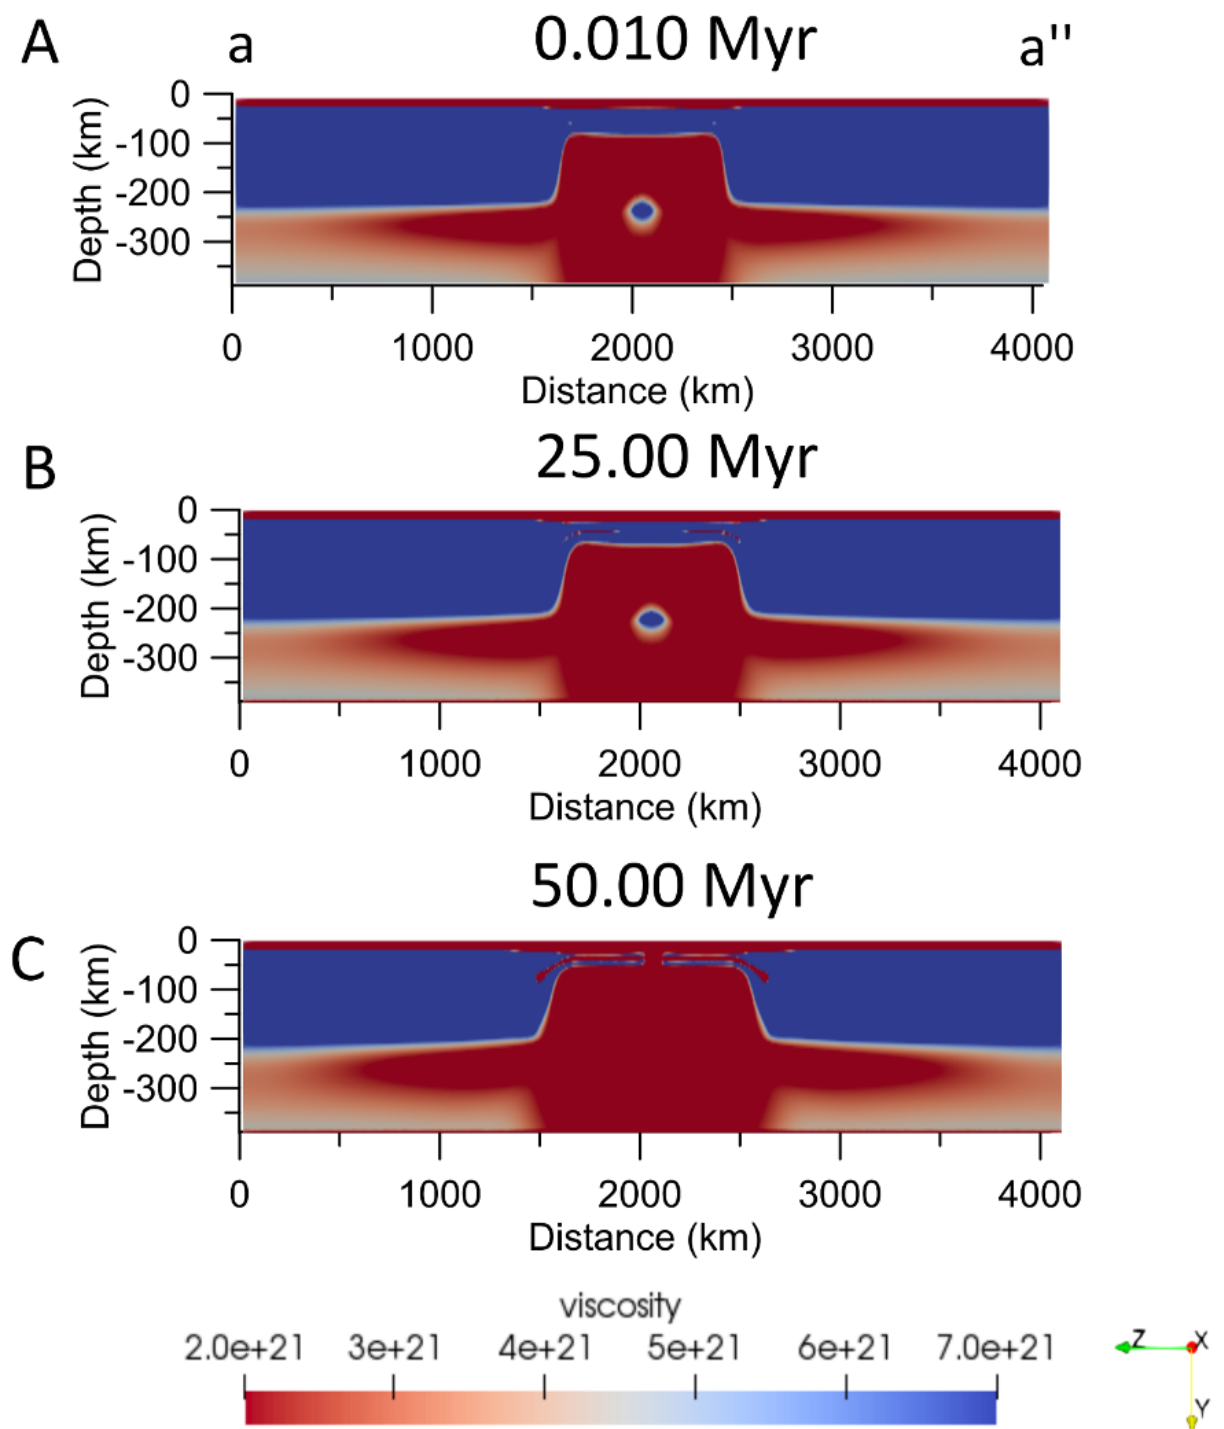 A a 0.010 Myr a''
0
-100
-200
-300
Depth (km)
0 1000 2000 3000 4000
Distance (km)
B 25.00 Myr
0
-100
-200
-300
Depth (km)
0 1000 2000 3000 4000
Distance (km)
50.00 Myr
C
0
-100
-200
-300
Depth (km)
0 1000 2000 3000 4000
Distance (km)
viscosity
2.0e+21 3e+21 4e+21 5e+21 6e+21 7.0e+21
Z X
Y